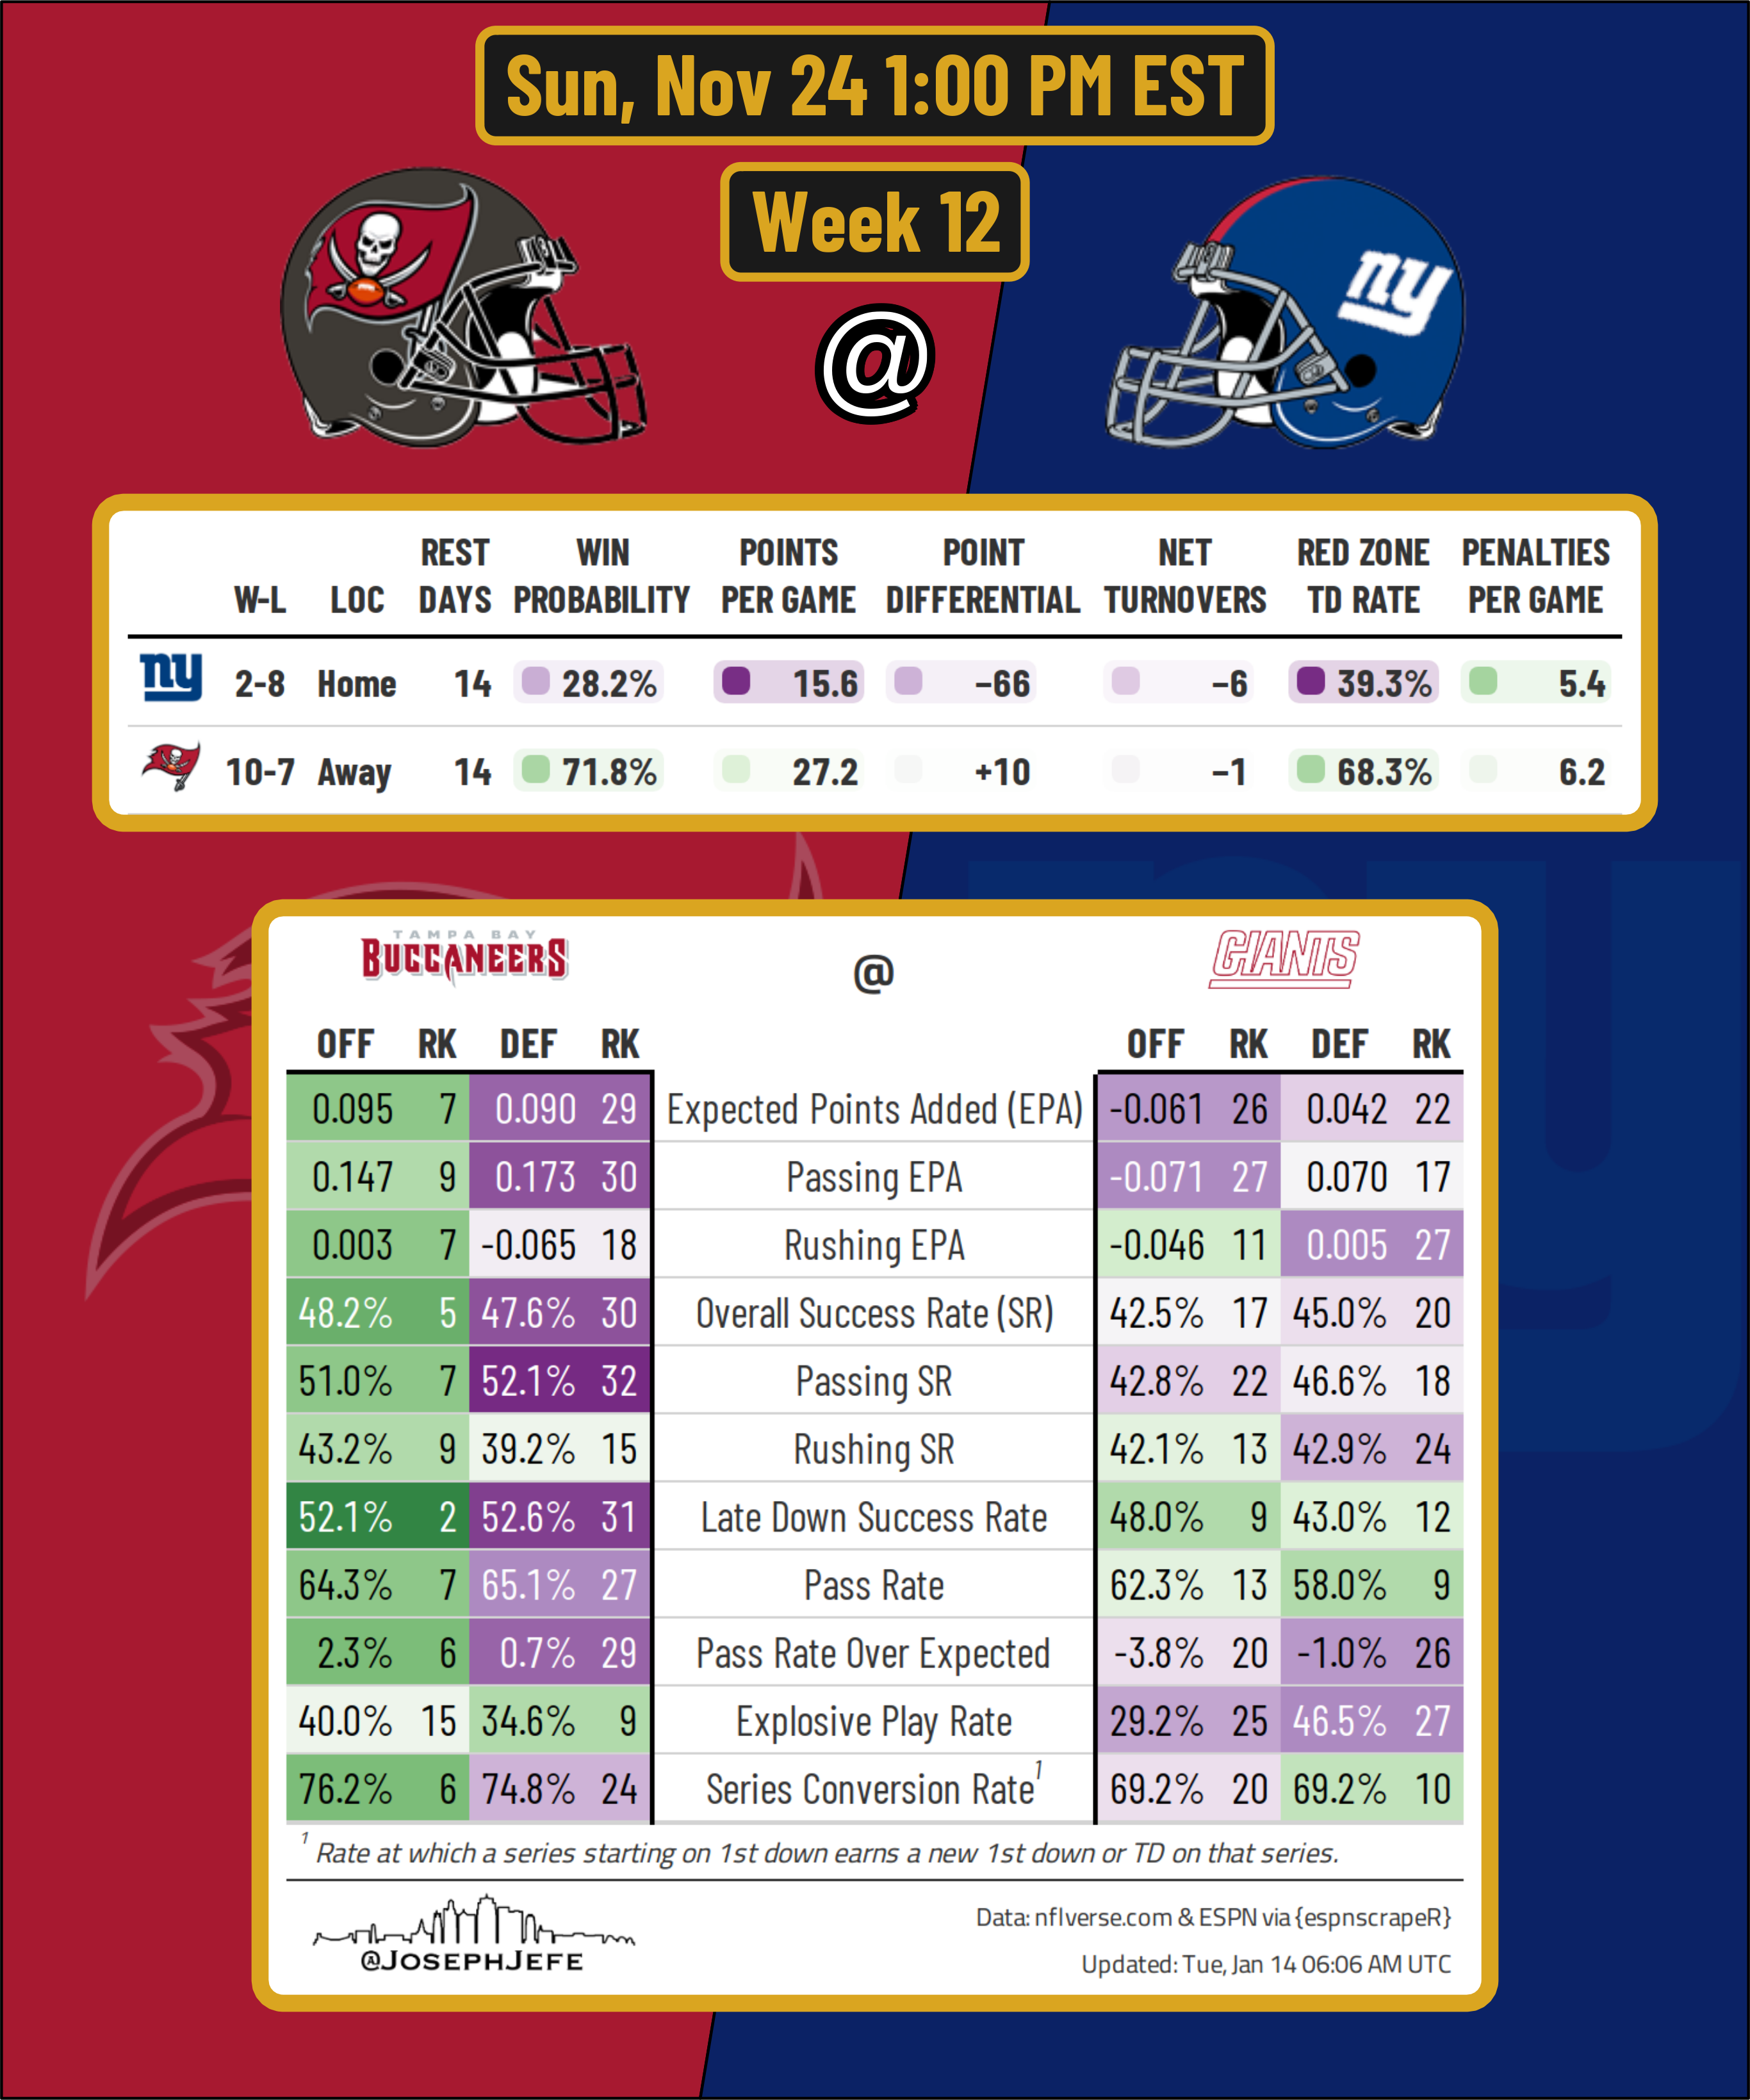 Sun, Nov 24 1:00 PM EST
Week 12
ny
@
REST WIN POINTS POINT NET RED ZONE PENALTIES
W-L LOC DAYS PROBABILITY PER GAME DIFFERENTIAL TURNOVERS TD RATE PER GAME
ny 2-8 Home 14 28.2% 15.6 −66 −6 39.3% 5.4
10-7 Away 14 71.8% 27.2 +10 −1 68.3% 6.2
TAMPA BAY
BUCCANEERS @ GIANTS
OFF RK DEF RK OFF RK DEF RK
0.095 7 0.090 29 Expected Points Added (EPA) -0.061 26 0.042 22
0.147 9 0.173 30 Passing EPA -0.071 27 0.070 17
0.003 7 -0.065 18 Rushing EPA -0.046 11 0.005 27
48.2% 5 47.6% 30 Overall Success Rate (SR) 42.5% 17 45.0% 20
51.0% 7 52.1% 32 Passing SR 42.8% 22 46.6% 18
43.2% 9 39.2% 15 Rushing SR 42.1% 13 42.9% 24
52.1% 2 52.6% 31 Late Down Success Rate 48.0% 9 43.0% 12
64.3% 7 65.1% 27 Pass Rate 62.3% 13 58.0% 9
2.3% 6 0.7% 29 Pass Rate Over Expected -3.8% 20 -1.0% 26
40.0% 15 34.6% 9 Explosive Play Rate 29.2% 25 46.5% 27
76.2% 6 74.8% 24 Series Conversion Rate1 69.2% 20 69.2% 10
1 Rate at which a series starting on 1st down earns a new 1st down or TD on that series.
@JOSEPHJEFE
Data: nflverse.com & ESPN via {espnscrapeR}
Updated: Tue, Jan 14 06:06 AM UTC